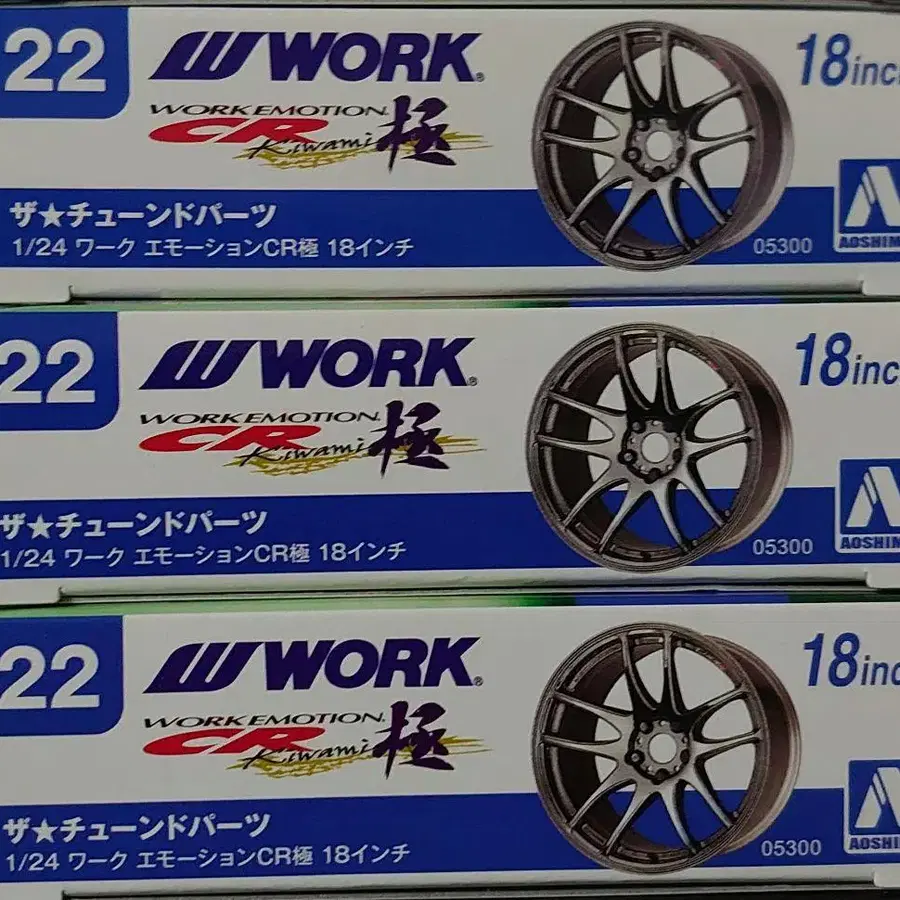 22
WORK®
18inc
WORK EMOTION
CR Kiwami 極
ザ★チューンドパーツ
1/24 ワーク エモーションCR極 18インチ
05300
AOSHIM
22
WORK®
18inc
WORK EMOTION
CR Kiwami 極
ザ★チューンドパーツ
1/24 ワーク エモーションCR極 18インチ
05300
AOSHIM
22
WORK®
18inc
WORK EMOTION
CR Kiwami 極
ザ★チューンドパーツ
1/24 ワーク エモーションCR極 18インチ
05300
AOSHIM